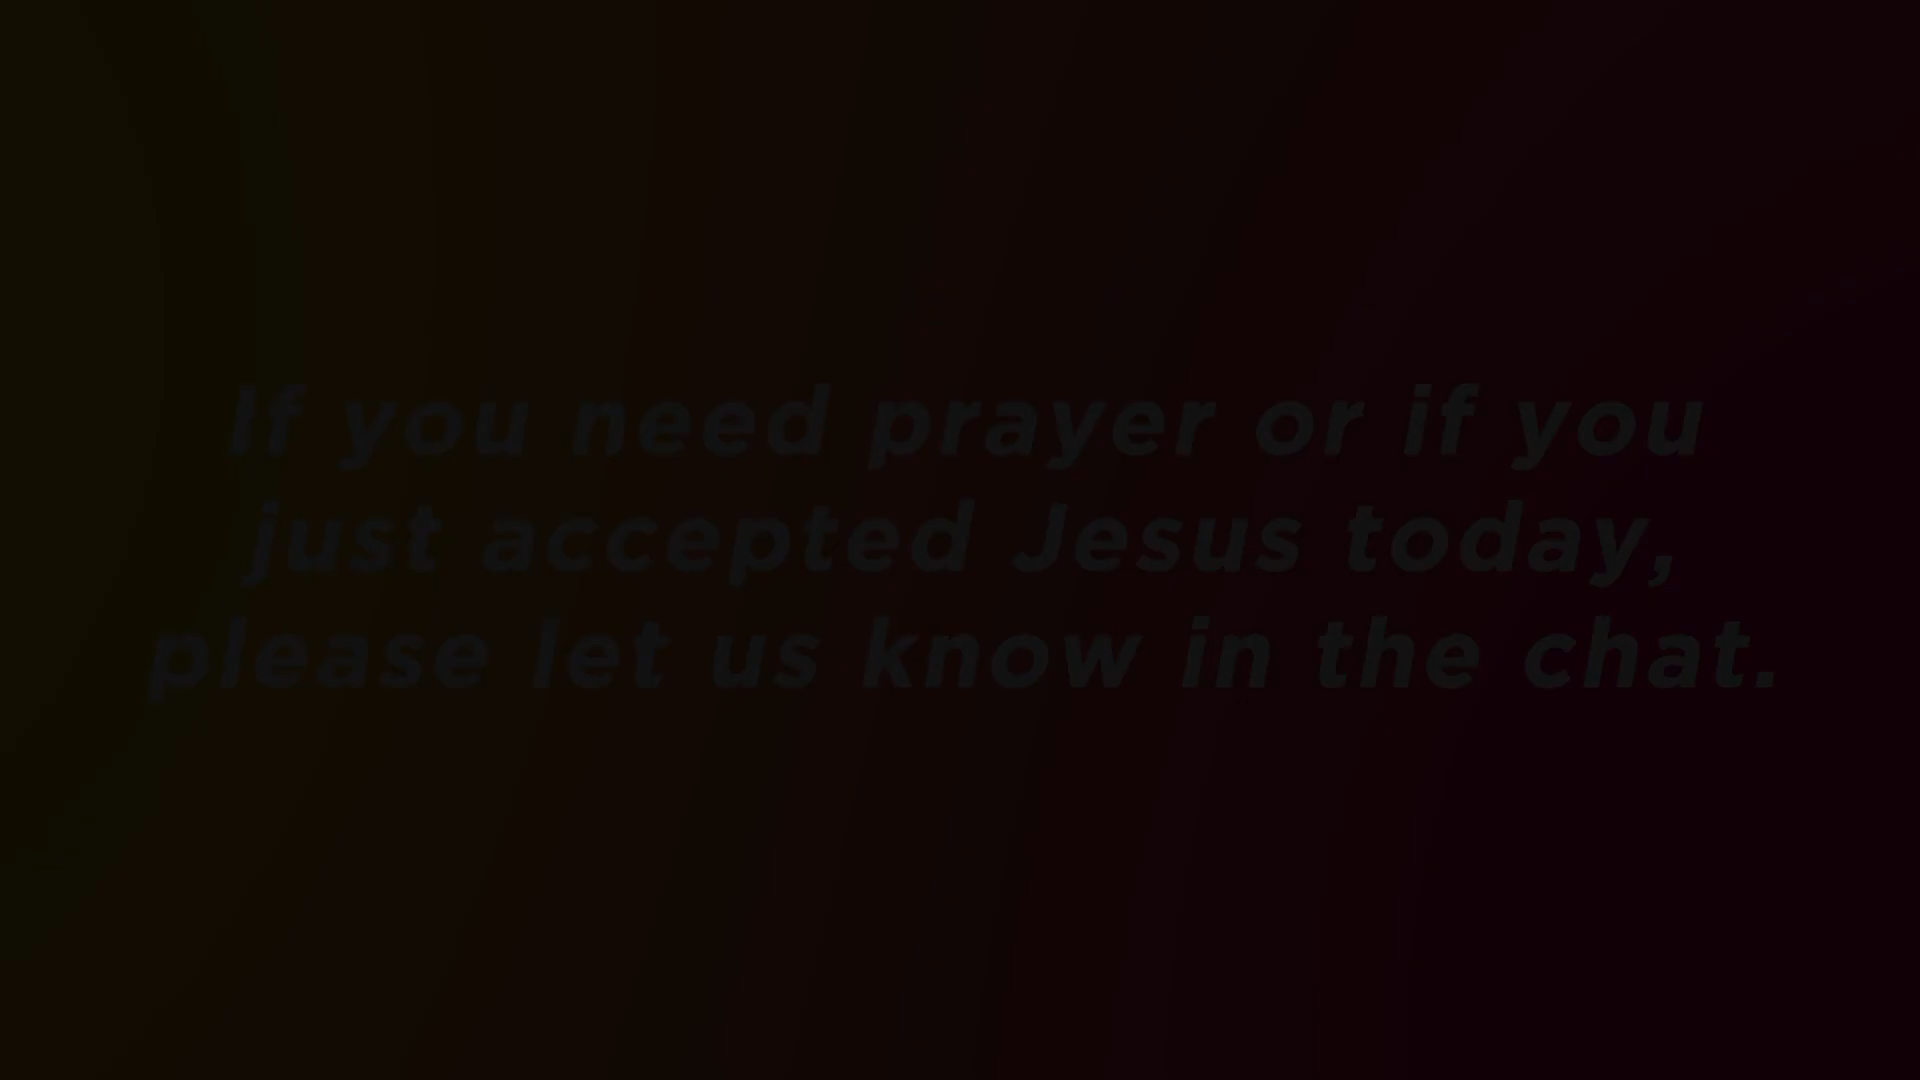 If you need prayer or if you
just accepted Jesus today,
please let us know in the chat.